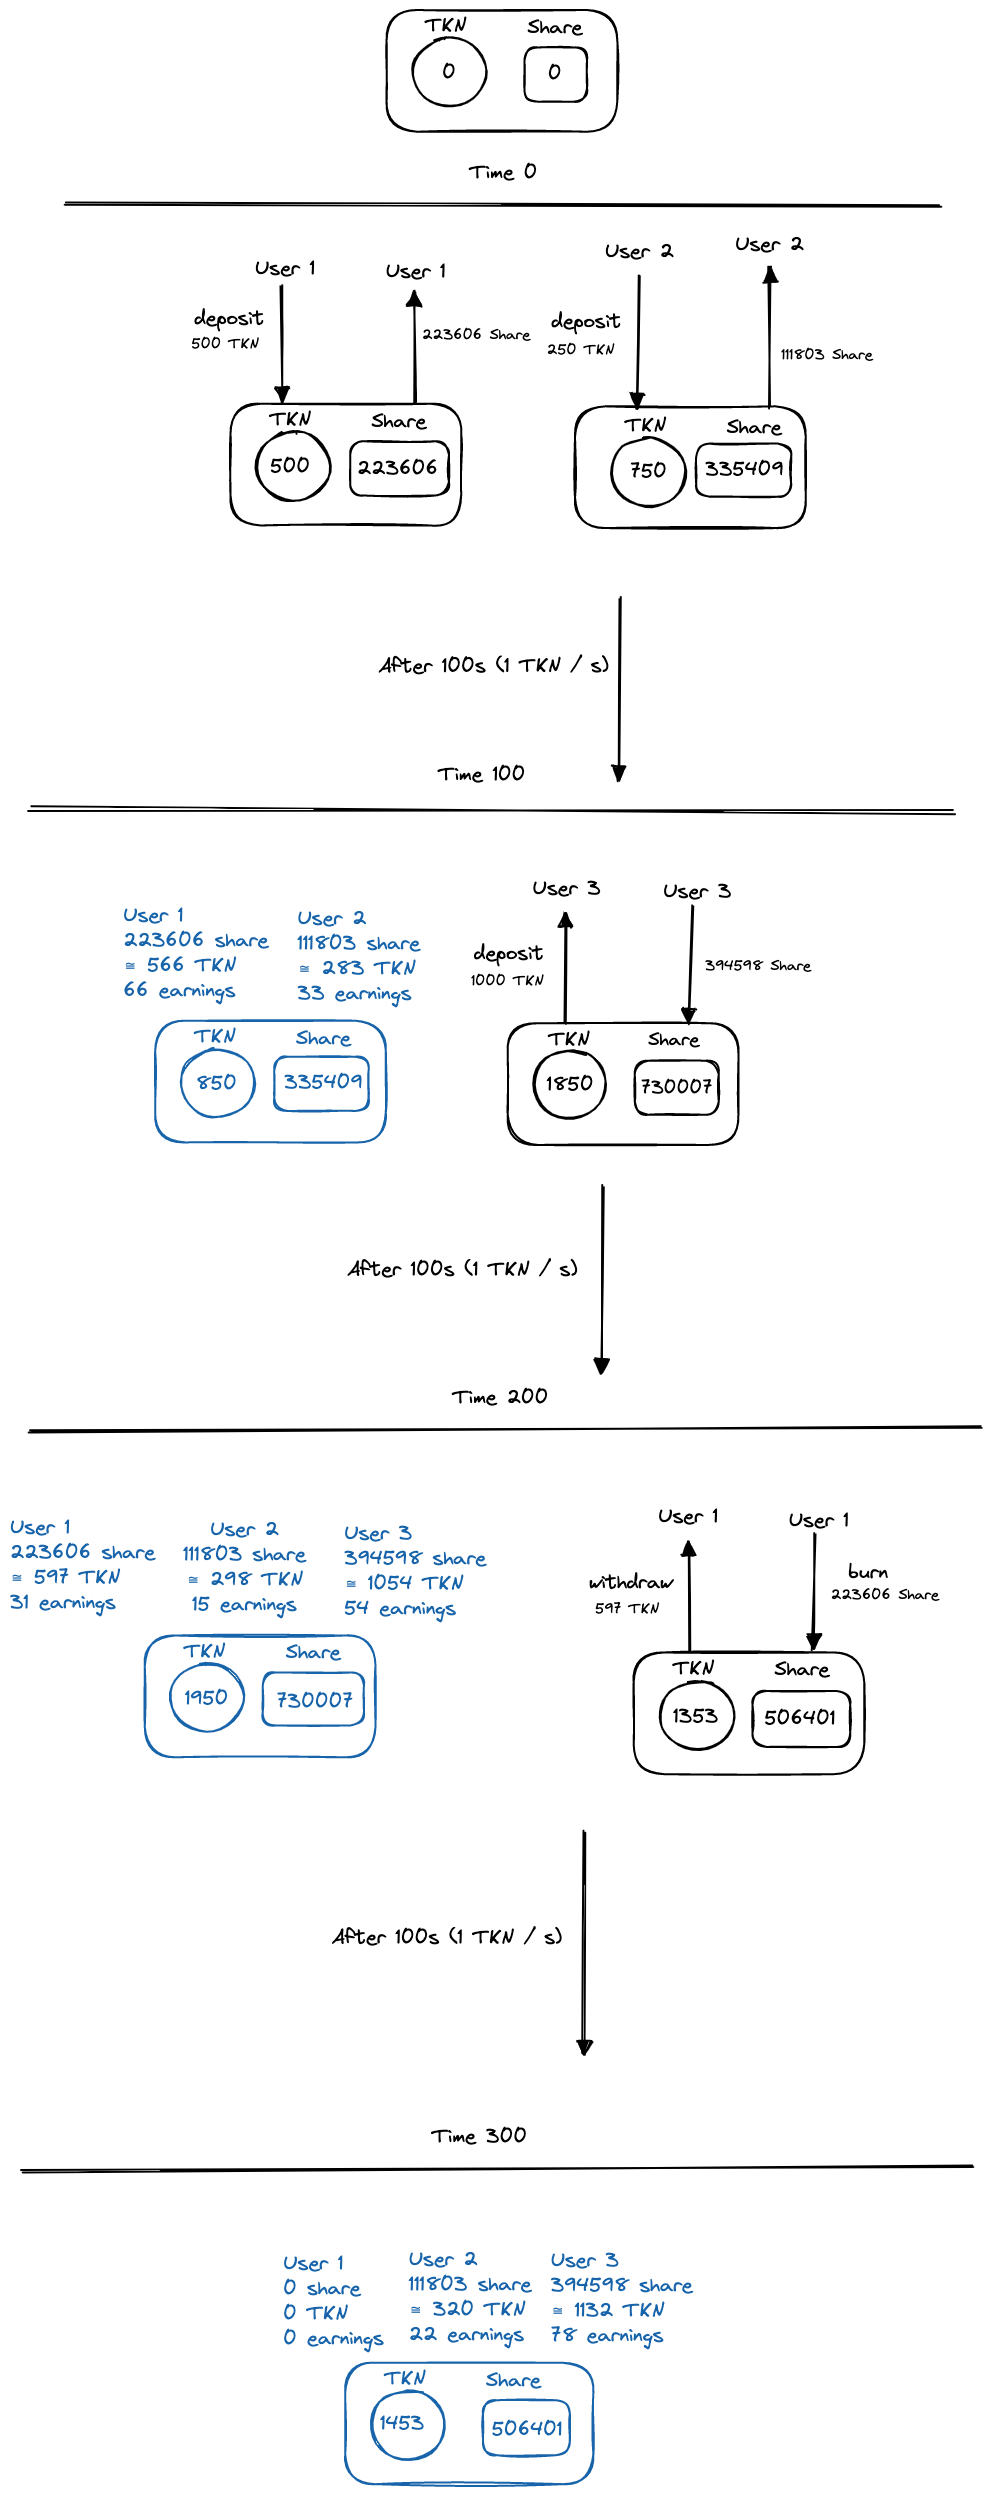 TKN
Share
0
0
Time 0
User 1
User 1
deposit
500 TKN
223606 Share
TKN
Share
500
223606
User 2
User 2
deposit
250 TKN
111803 Share
TKN
Share
750
335409
After 100s (1 TKN / s)
Time 100
User 1
223606 share
≅ 566 TKN
66 earnings
User 2
111803 share
≅ 283 TKN
33 earnings
TKN
Share
850
335409
User 3
User 3
deposit
1000 TKN
394598 Share
TKN
Share
1850
730007
After 100s (1 TKN / s)
Time 200
User 1
223606 share
≅ 597 TKN
31 earnings
User 2
111803 share
≅ 298 TKN
15 earnings
User 3
394598 share
≅ 1054 TKN
54 earnings
TKN
Share
1950
730007
User 1
User 1
withdraw
597 TKN
burn
223606 Share
TKN
Share
1353
506401
After 100s (1 TKN / s)
Time 300
User 1
0 share
0 TKN
0 earnings
User 2
111803 share
≅ 320 TKN
22 earnings
User 3
394598 share
≅ 1132 TKN
78 earnings
TKN
Share
1453
506401